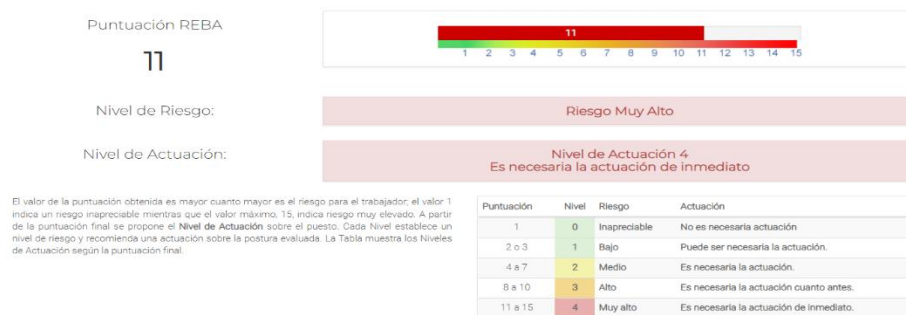 Puntuación REBA
11
11
1 2 3 4 5 6 7 8 9 10 11 12 13 14 15
Nivel de Riesgo:
Riesgo Muy Alto
Nivel de Actuación:
Nivel de Actuación 4
Es necesaria la actuación de inmediato
El valor de la puntuación obtenida es mayor cuanto mayor es el riesgo para el trabajador; el valor 1
indica un riesgo inapreciable mientras que el valor máximo, 15, indica riesgo muy elevado. A partir
de la puntuación final se propone el Nivel de Actuación sobre el puesto. Cada Nivel establece un
nivel de riesgo y recomienda una actuación sobre la postura evaluada. La Tabla muestra los Niveles
de Actuación según la puntuación final.
Puntuación Nivel Riesgo Actuación
1 0 Inapreciable No es necesaria actuación
2 o 3 1 Bajo Puede ser necesaria la actuación.
4 a 7 2 Medio Es necesaria la actuación.
8 a 10 3 Alto Es necesaria la actuación cuanto antes.
11 a 15 4 Muy alto Es necesaria la actuación de inmediato.